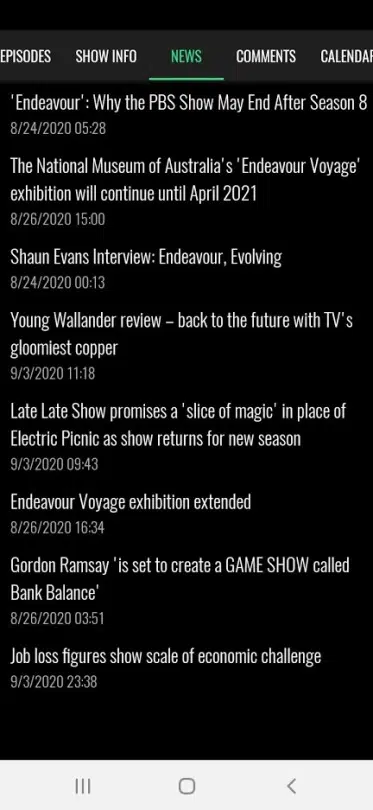 EPISODES SHOW INFO NEWS COMMENTS CALENDAR
'Endeavour': Why the PBS Show May End After Season 8
8/24/2020 05:28
The National Museum of Australia's 'Endeavour Voyage'
exhibition will continue until April 2021
8/26/2020 15:00
Shaun Evans Interview: Endeavour, Evolving
8/24/2020 00:13
Young Wallander review – back to the future with TV's
gloomiest copper
9/3/2020 11:18
Late Late Show promises a 'slice of magic' in place of
Electric Picnic as show returns for new season
9/3/2020 09:43
Endeavour Voyage exhibition extended
8/26/2020 16:34
Gordon Ramsay 'is set to create a GAME SHOW called
Bank Balance'
8/26/2020 03:51
Job loss figures show scale of economic challenge
9/3/2020 23:38